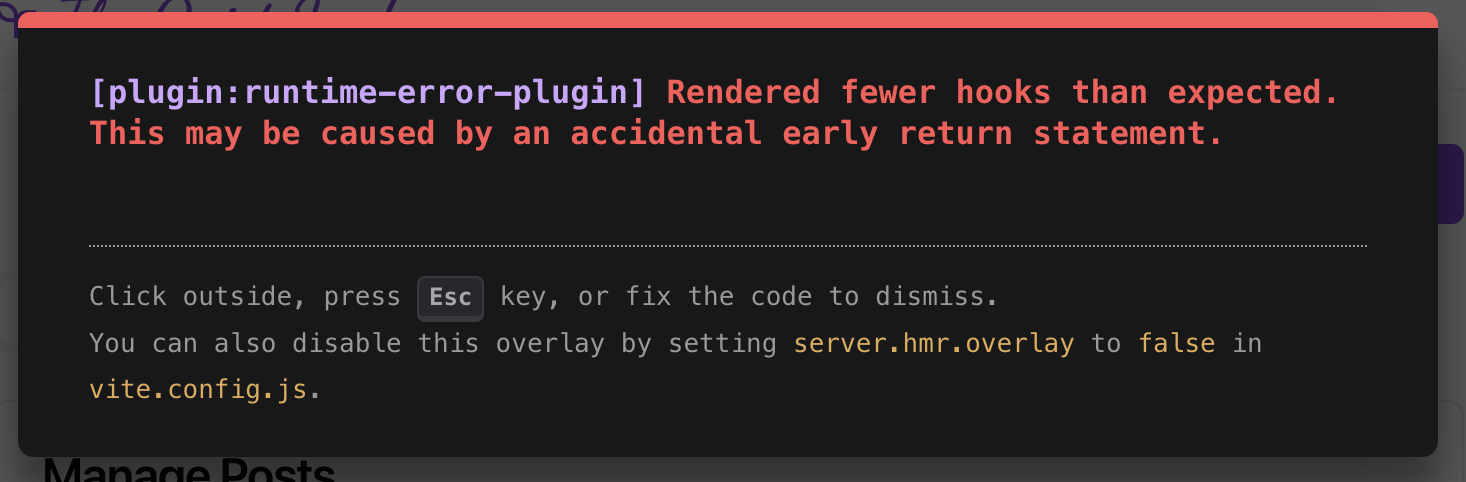 [plugin:runtime-error-plugin] Rendered fewer hooks than expected.
This may be caused by an accidental early return statement.
Click outside, press Esc key, or fix the code to dismiss.
You can also disable this overlay by setting server.hmr.overlay to false in
vite.config.js.
Manage Posts